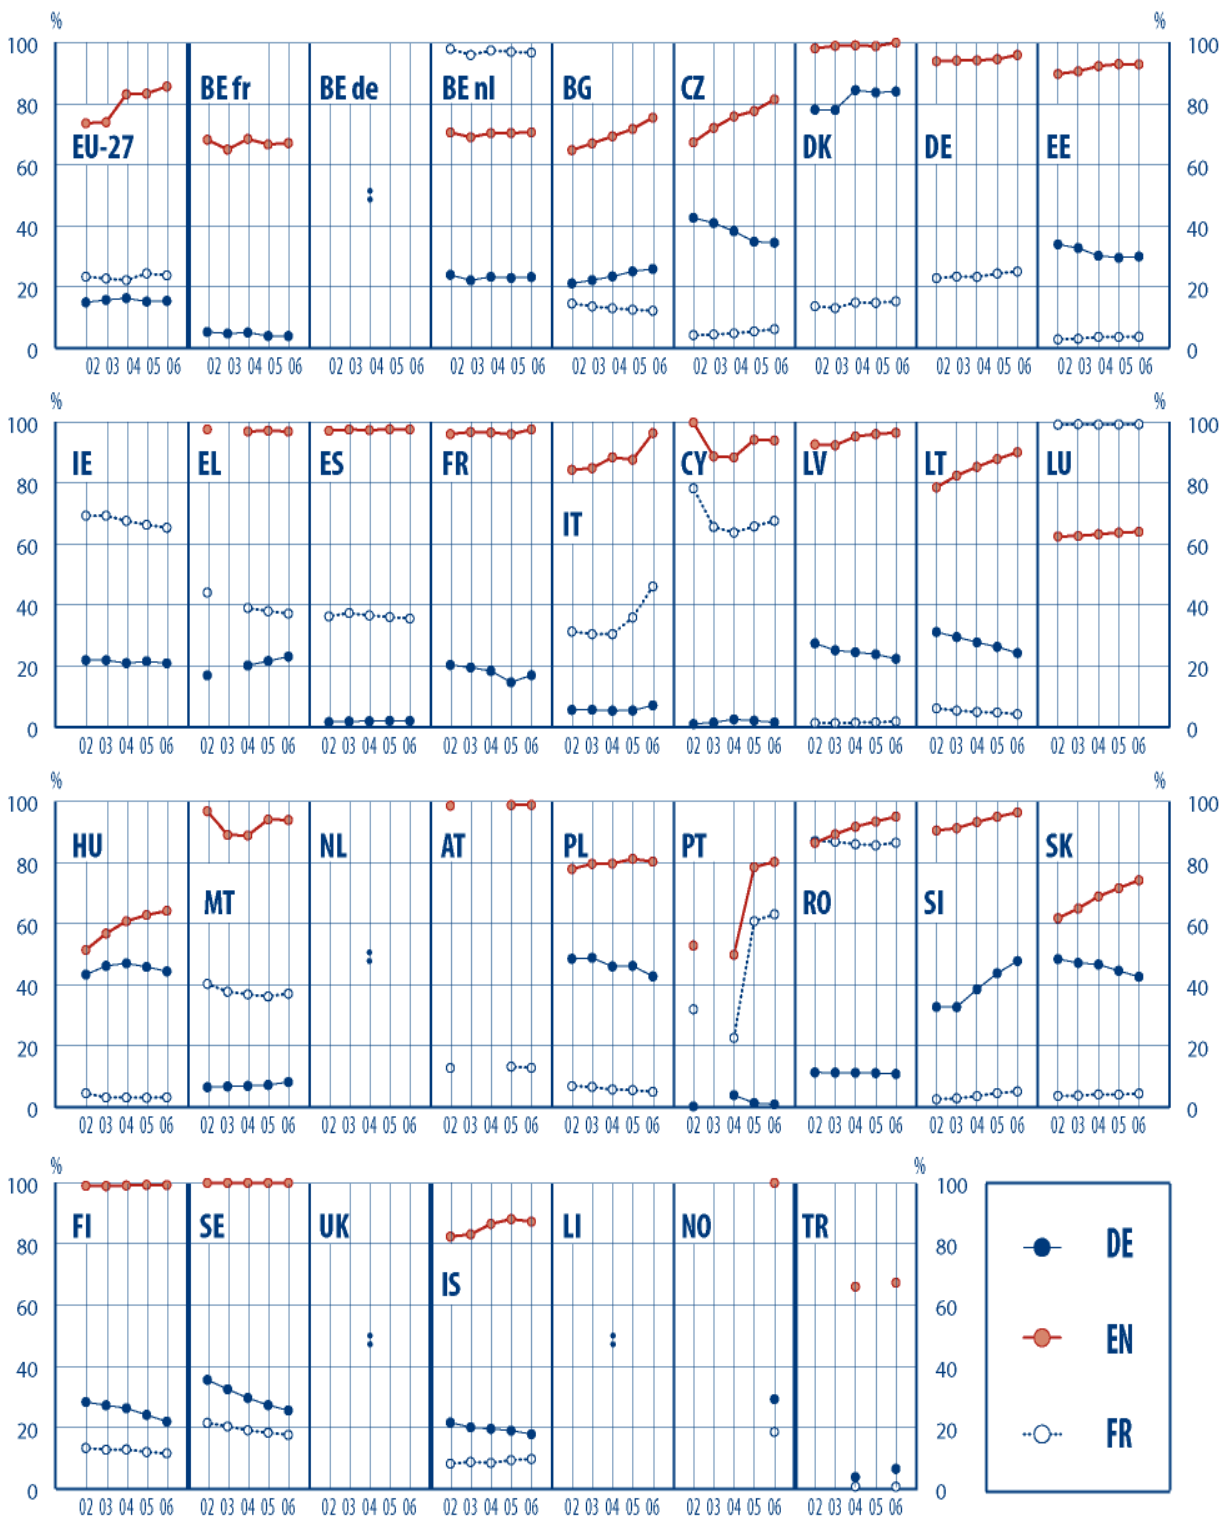 % %
100 100
BE fr BE de BE nl BG CZ
80 80
EU-27 DK DE EE
60 60
40 40
20 20
0 0
02 03 04 05 06 02 03 04 05 06 02 03 04 05 06 02 03 04 05 06 02 03 04 05 06 02 03 04 05 06 02 03 04 05 06 02 03 04 05 06 02 03 04 05 06
% %
100 100
IE EL ES FR CY LV LT LU
80 80
IT
60 60
40 40
20 20
0 0
02 03 04 05 06 02 03 04 05 06 02 03 04 05 06 02 03 04 05 06 02 03 04 05 06 02 03 04 05 06 02 03 04 05 06 02 03 04 05 06 02 03 04 05 06
% %
100 100
HU NL AT PL PT SK
80 80
MT RO SI
60 60
40 40
20 20
0 0
02 03 04 05 06 02 03 04 05 06 02 03 04 05 06 02 03 04 05 06 02 03 04 05 06 02 03 04 05 06 02 03 04 05 06 02 03 04 05 06 02 03 04 05 06
% %
100 100
FI SE UK LI NO TR DE
80 80
IS
60 60
EN
40 40
20 20
FR
0 0
02 03 04 05 06 02 03 04 05 06 02 03 04 05 06 02 03 04 05 06 02 03 04 05 06 02 03 04 05 06 02 03 04 05 06